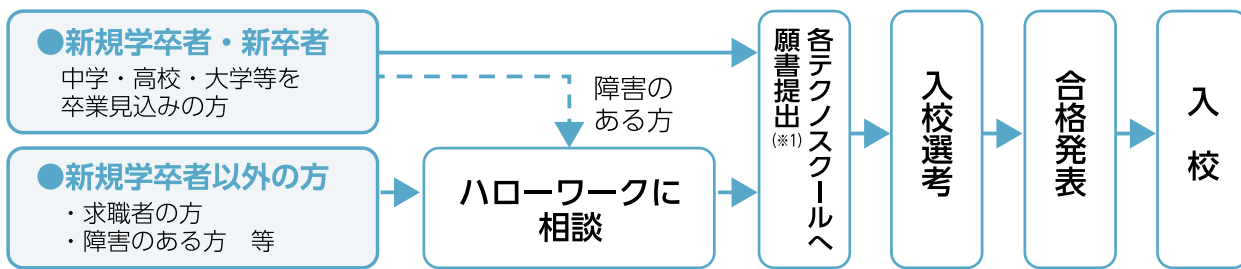 ●新規学卒者・新卒者
中学・高校・大学等を
卒業見込みの方
障害の
ある方
●新規学卒者以外の方
・求職者の方
・障害のある方　等
ハローワークに
相談
各テクノスクールへ
願書提出
(※1)
入校選考
合格発表
入校